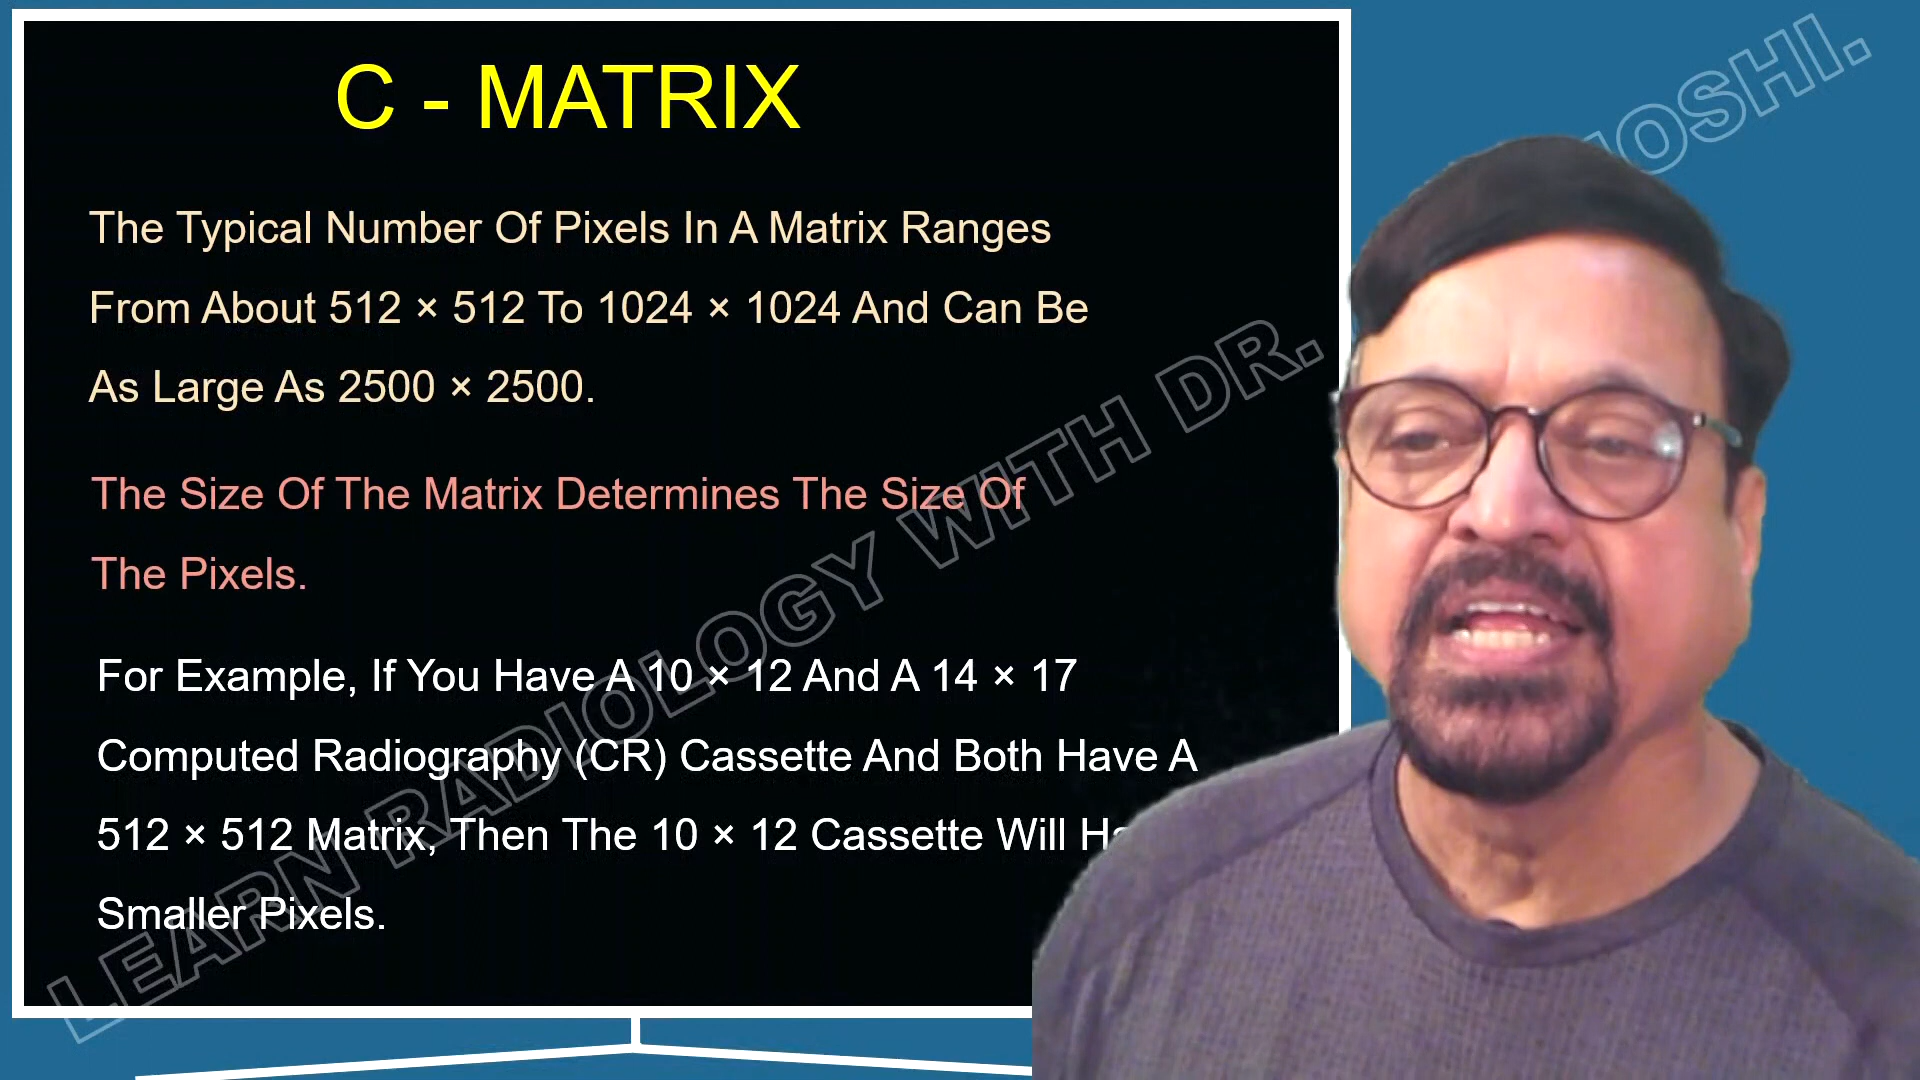 C - MATRIX
The Typical Number Of Pixels In A Matrix Ranges
From About 512 × 512 To 1024 × 1024 And Can Be
As Large As 2500 × 2500.
The Size Of The Matrix Determines The Size Of
The Pixels.
For Example, If You Have A 10 × 12 And A 14 × 17
Computed Radiography (CR) Cassette And Both Have A
512 × 512 Matrix, Then The 10 × 12 Cassette Will
Smaller Pixels.
LEARN RADIOLOGY WITH DR. JOSHI.